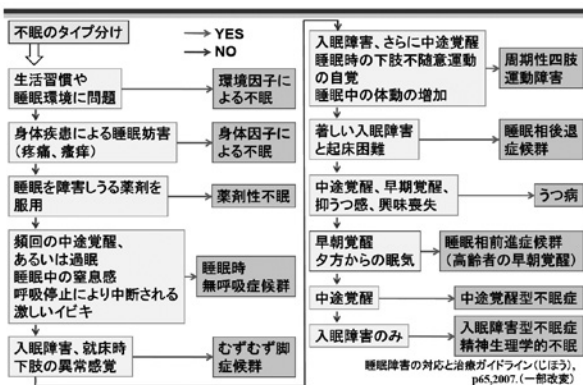 不眠のタイプ分け
YES
NO
生活習慣や
睡眠環境に問題
環境因子に
よる不眠
身体疾患による睡眠妨害
(疼痛、瘙痒)
身体因子に
よる不眠
睡眠を障害しうる薬剤を
服用
薬剤性不眠
頻回の中途覚醒、
あるいは過眠
睡眠中の窒息感
呼吸停止により中断される
激しいイビキ
睡眠時
無呼吸症候群
入眠障害、就床時
下肢の異常感覚
むずむず脚
症候群
入眠障害、さらに中途覚醒
睡眠時の下肢不随意運動
の自覚
睡眠中の体動の増加
周期性四肢
運動障害
著しい入眠障害
と起床困難
睡眠相後退
症候群
中途覚醒、早期覚醒、
抑うつ感、興味喪失
うつ病
早朝覚醒
夕方からの眠気
睡眠相前進症候群
(高齢者の早朝覚醒)
中途覚醒
中途覚醒型不眠症
入眠障害のみ
入眠障害型不眠症
精神生理学的不眠
睡眠障害の対応と治療ガイドライン(じほう),
p65,2007.(一部改変)